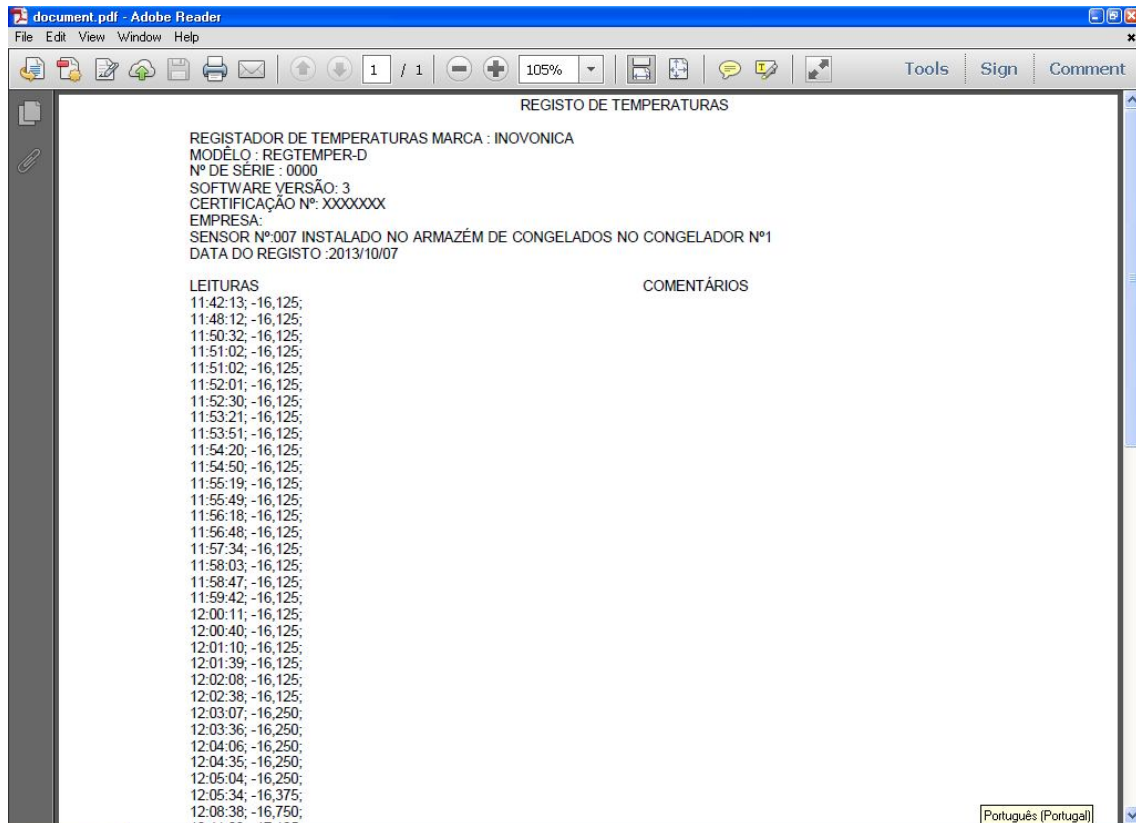 document.pdf - Adobe Reader
File Edit View Window Help
1 / 1 105% Tools Sign Comment
REGISTO DE TEMPERATURAS
REGISTADOR DE TEMPERATURAS MARCA : INOVONICA
MODÊLO : REGTEMPER-D
Nº DE SÉRIE : 0000
SOFTWARE VERSÃO: 3
CERTIFICAÇÃO Nº: XXXXXXX
EMPRESA:
SENSOR Nº:007 INSTALADO NO ARMAZÉM DE CONGELADOS NO CONGELADOR Nº1
DATA DO REGISTO :2013/10/07
LEITURAS COMENTÁRIOS
11:42:13; -16,125;
11:48:12; -16,125;
11:50:32; -16,125;
11:51:02; -16,125;
11:51:02; -16,125;
11:52:01; -16,125;
11:52:30; -16,125;
11:53:21; -16,125;
11:53:51; -16,125;
11:54:20; -16,125;
11:54:50; -16,125;
11:55:19; -16,125;
11:55:49; -16,125;
11:56:18; -16,125;
11:56:48; -16,125;
11:57:34; -16,125;
11:58:03; -16,125;
11:58:47; -16,125;
11:59:42; -16,125;
12:00:11; -16,125;
12:00:40; -16,125;
12:01:10; -16,125;
12:01:39; -16,125;
12:02:08; -16,125;
12:02:38; -16,125;
12:03:07; -16,250;
12:03:36; -16,250;
12:04:06; -16,250;
12:04:35; -16,250;
12:05:04; -16,250;
12:05:34; -16,375;
12:08:38; -16,750;
Português (Portugal)